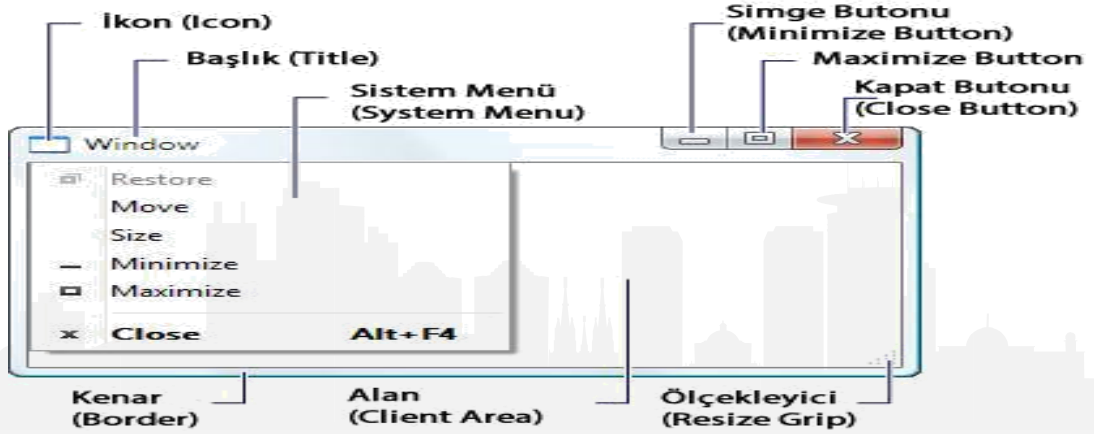 İkon (Icon)
Başlık (Title)
Sistem Menü
(System Menu)
Simge Butonu
(Minimize Button)
Maximize Button
Kapat Butonu
(Close Button)
Window
Restore
Move
Size
Minimize
Maximize
Close Alt+F4
Kenar
(Border)
Alan
(Client Area)
Ölçekleyici
(Resize Grip)